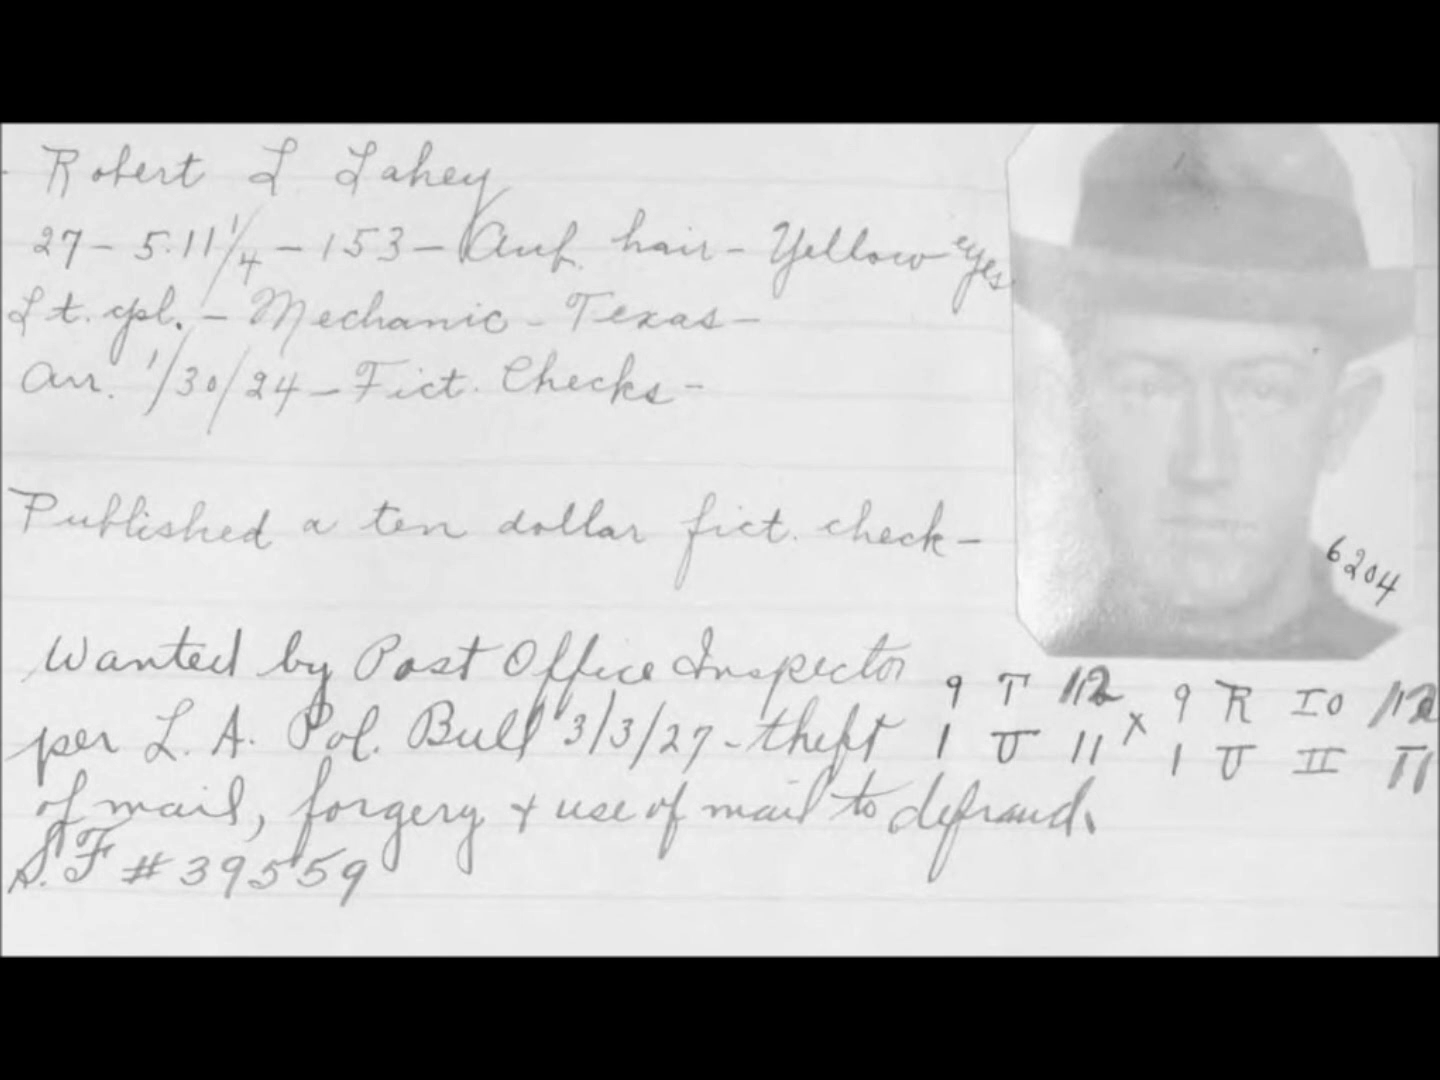 Robert L Lahey
27 - 5.11 1/4 - 153 - Auf. hair - Yellow eyes
Lt. cpl. - Mechanic - Texas -
Arr. 1/30/24 - Fict. Checks -
Published a ten dollar fict. check -
6204
Wanted by Post Office Inspector
per L. A. Pol. Bull 3/3/27 - theft
of mail, forgery + use of mail to defraud.
S.F # 39559
9 T 112 x 9 R IO 112
1 U 11 1 U II 11